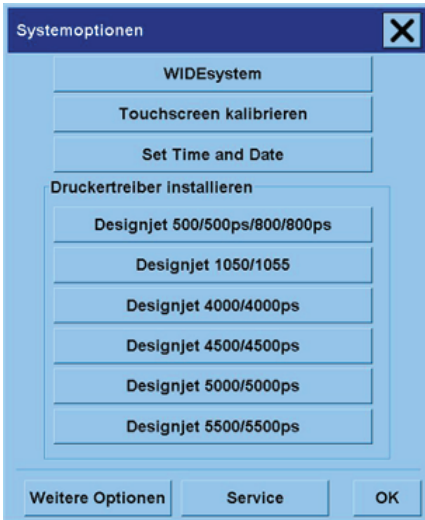 Systemoptionen
WIDEsystem
Touchscreen kalibrieren
Set Time and Date
Druckertreiber installieren
Designjet 500/500ps/800/800ps
Designjet 1050/1055
Designjet 4000/4000ps
Designjet 4500/4500ps
Designjet 5000/5000ps
Designjet 5500/5500ps
Weitere Optionen Service OK